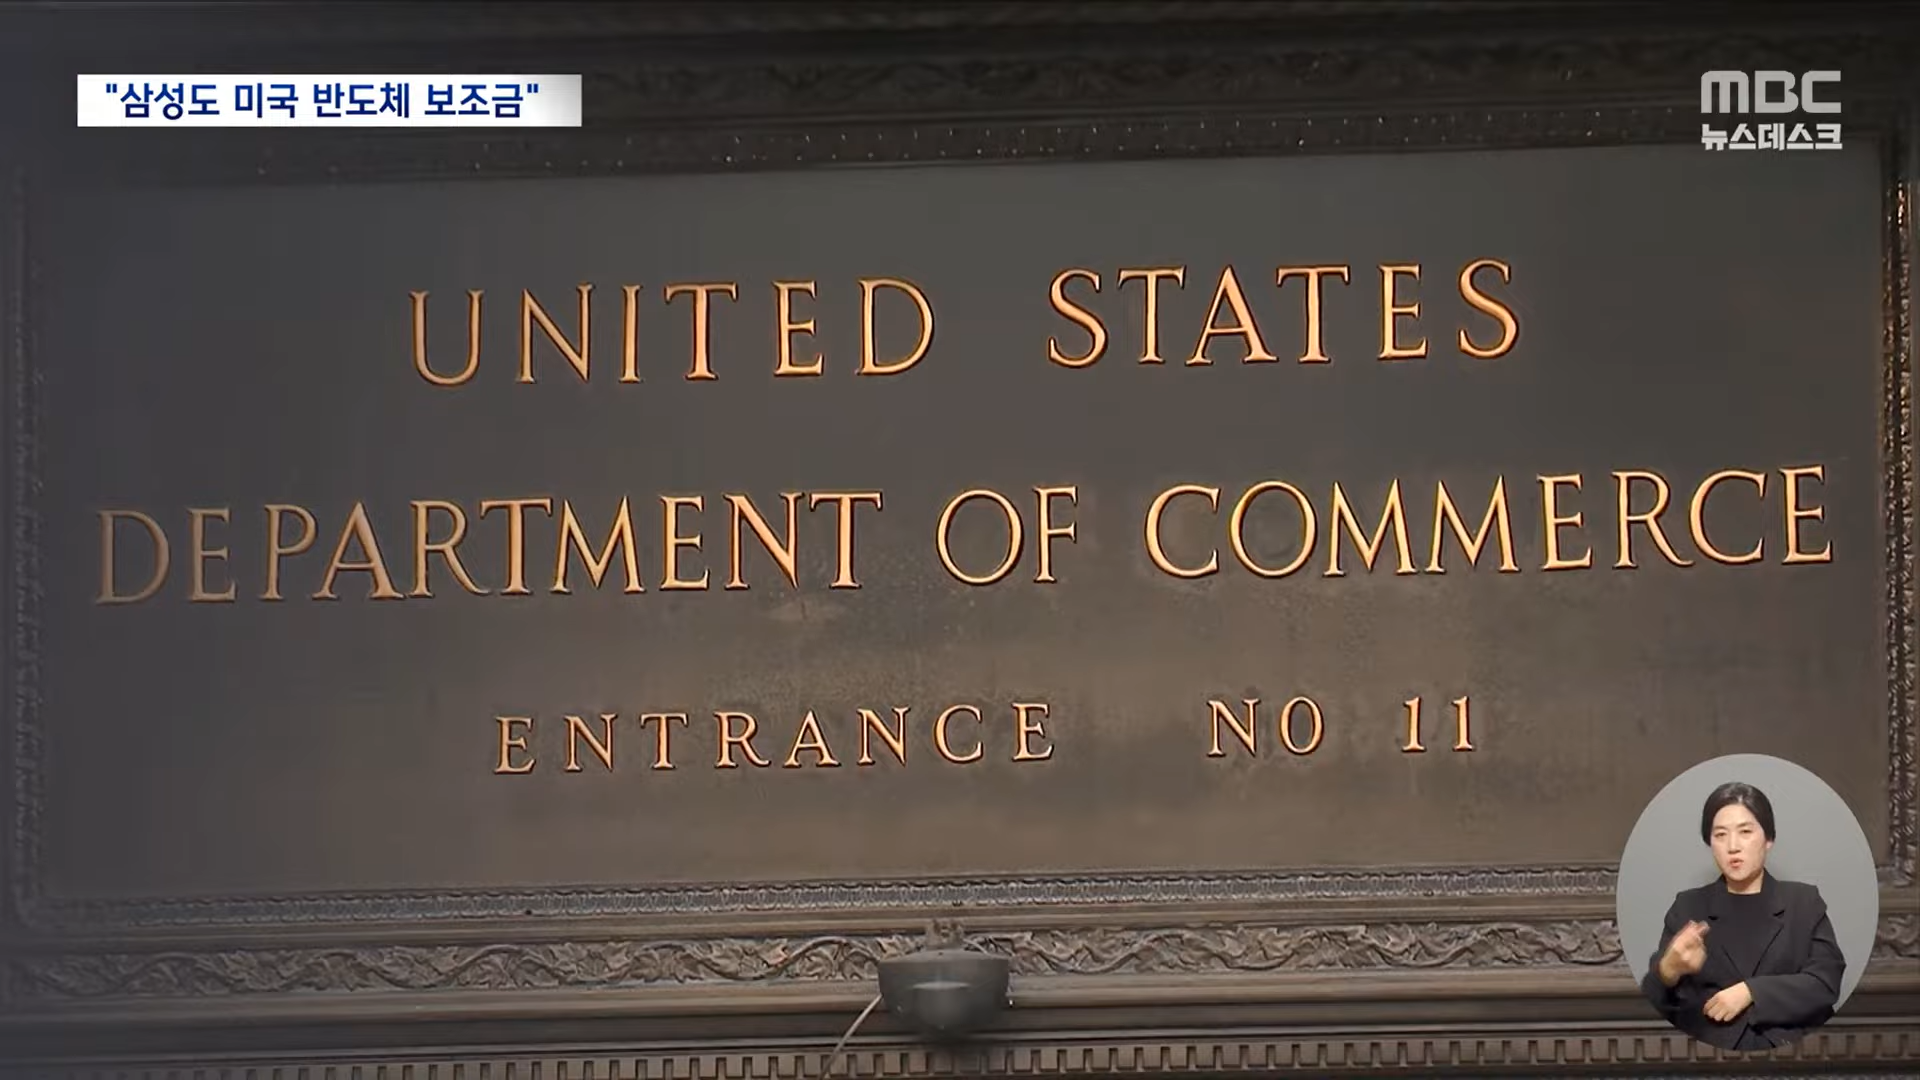 "삼성도 미국 반도체 보조금"
MBC
뉴스데스크
UNITED STATES
DEPARTMENT OF COMMERCE
ENTRANCE NO 11